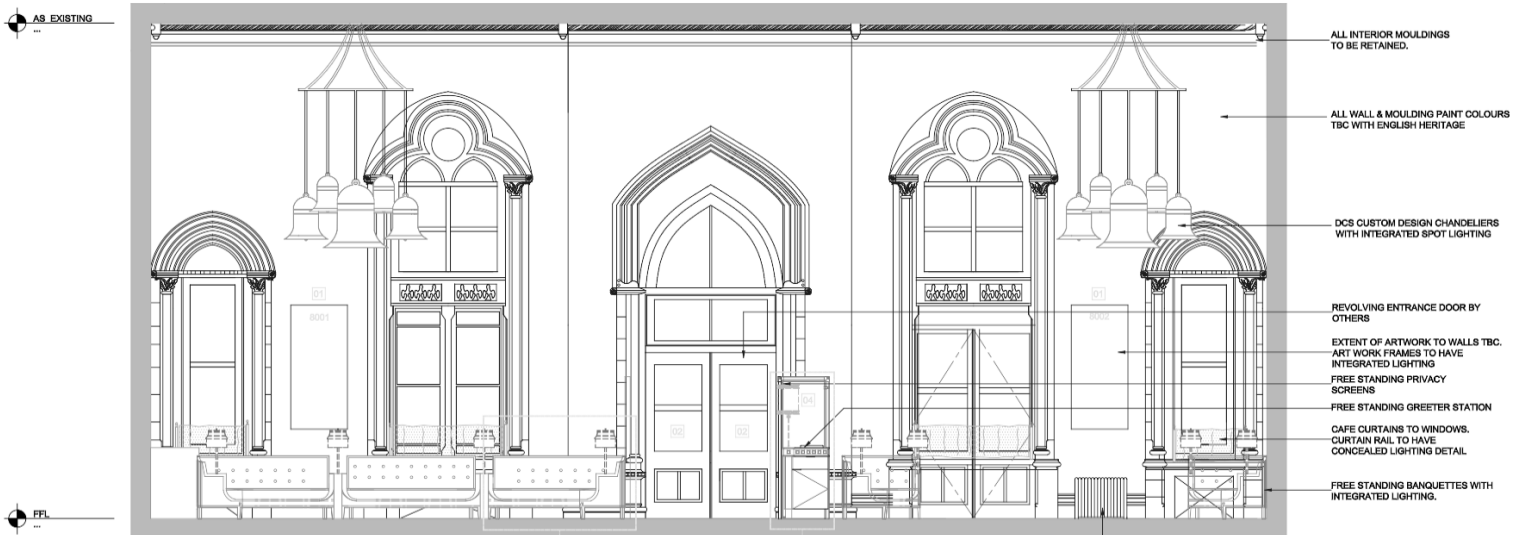 AS EXISTING
...
ALL INTERIOR MOULDINGS
TO BE RETAINED.
ALL WALL & MOULDING PAINT COLOURS
TBC WITH ENGLISH HERITAGE
DCS CUSTOM DESIGN CHANDELIERS
WITH INTEGRATED SPOT LIGHTING
01
8001
01
8002
REVOLVING ENTRANCE DOOR BY
OTHERS
EXTENT OF ARTWORK TO WALLS TBC.
ART WORK FRAMES TO HAVE
INTEGRATED LIGHTING
FREE STANDING PRIVACY
SCREENS
04
FREE STANDING GREETER STATION
02
02
CAFE CURTAINS TO WINDOWS.
CURTAIN RAIL TO HAVE
CONCEALED LIGHTING DETAIL
FREE STANDING BANQUETTES WITH
INTEGRATED LIGHTING.
FFL
...